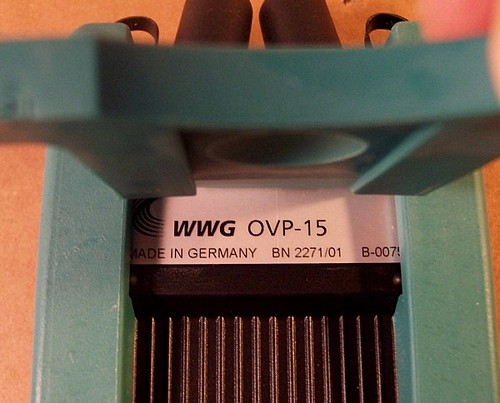 WWG OVP-15
MADE IN GERMANY BN 2271/01 B-0075